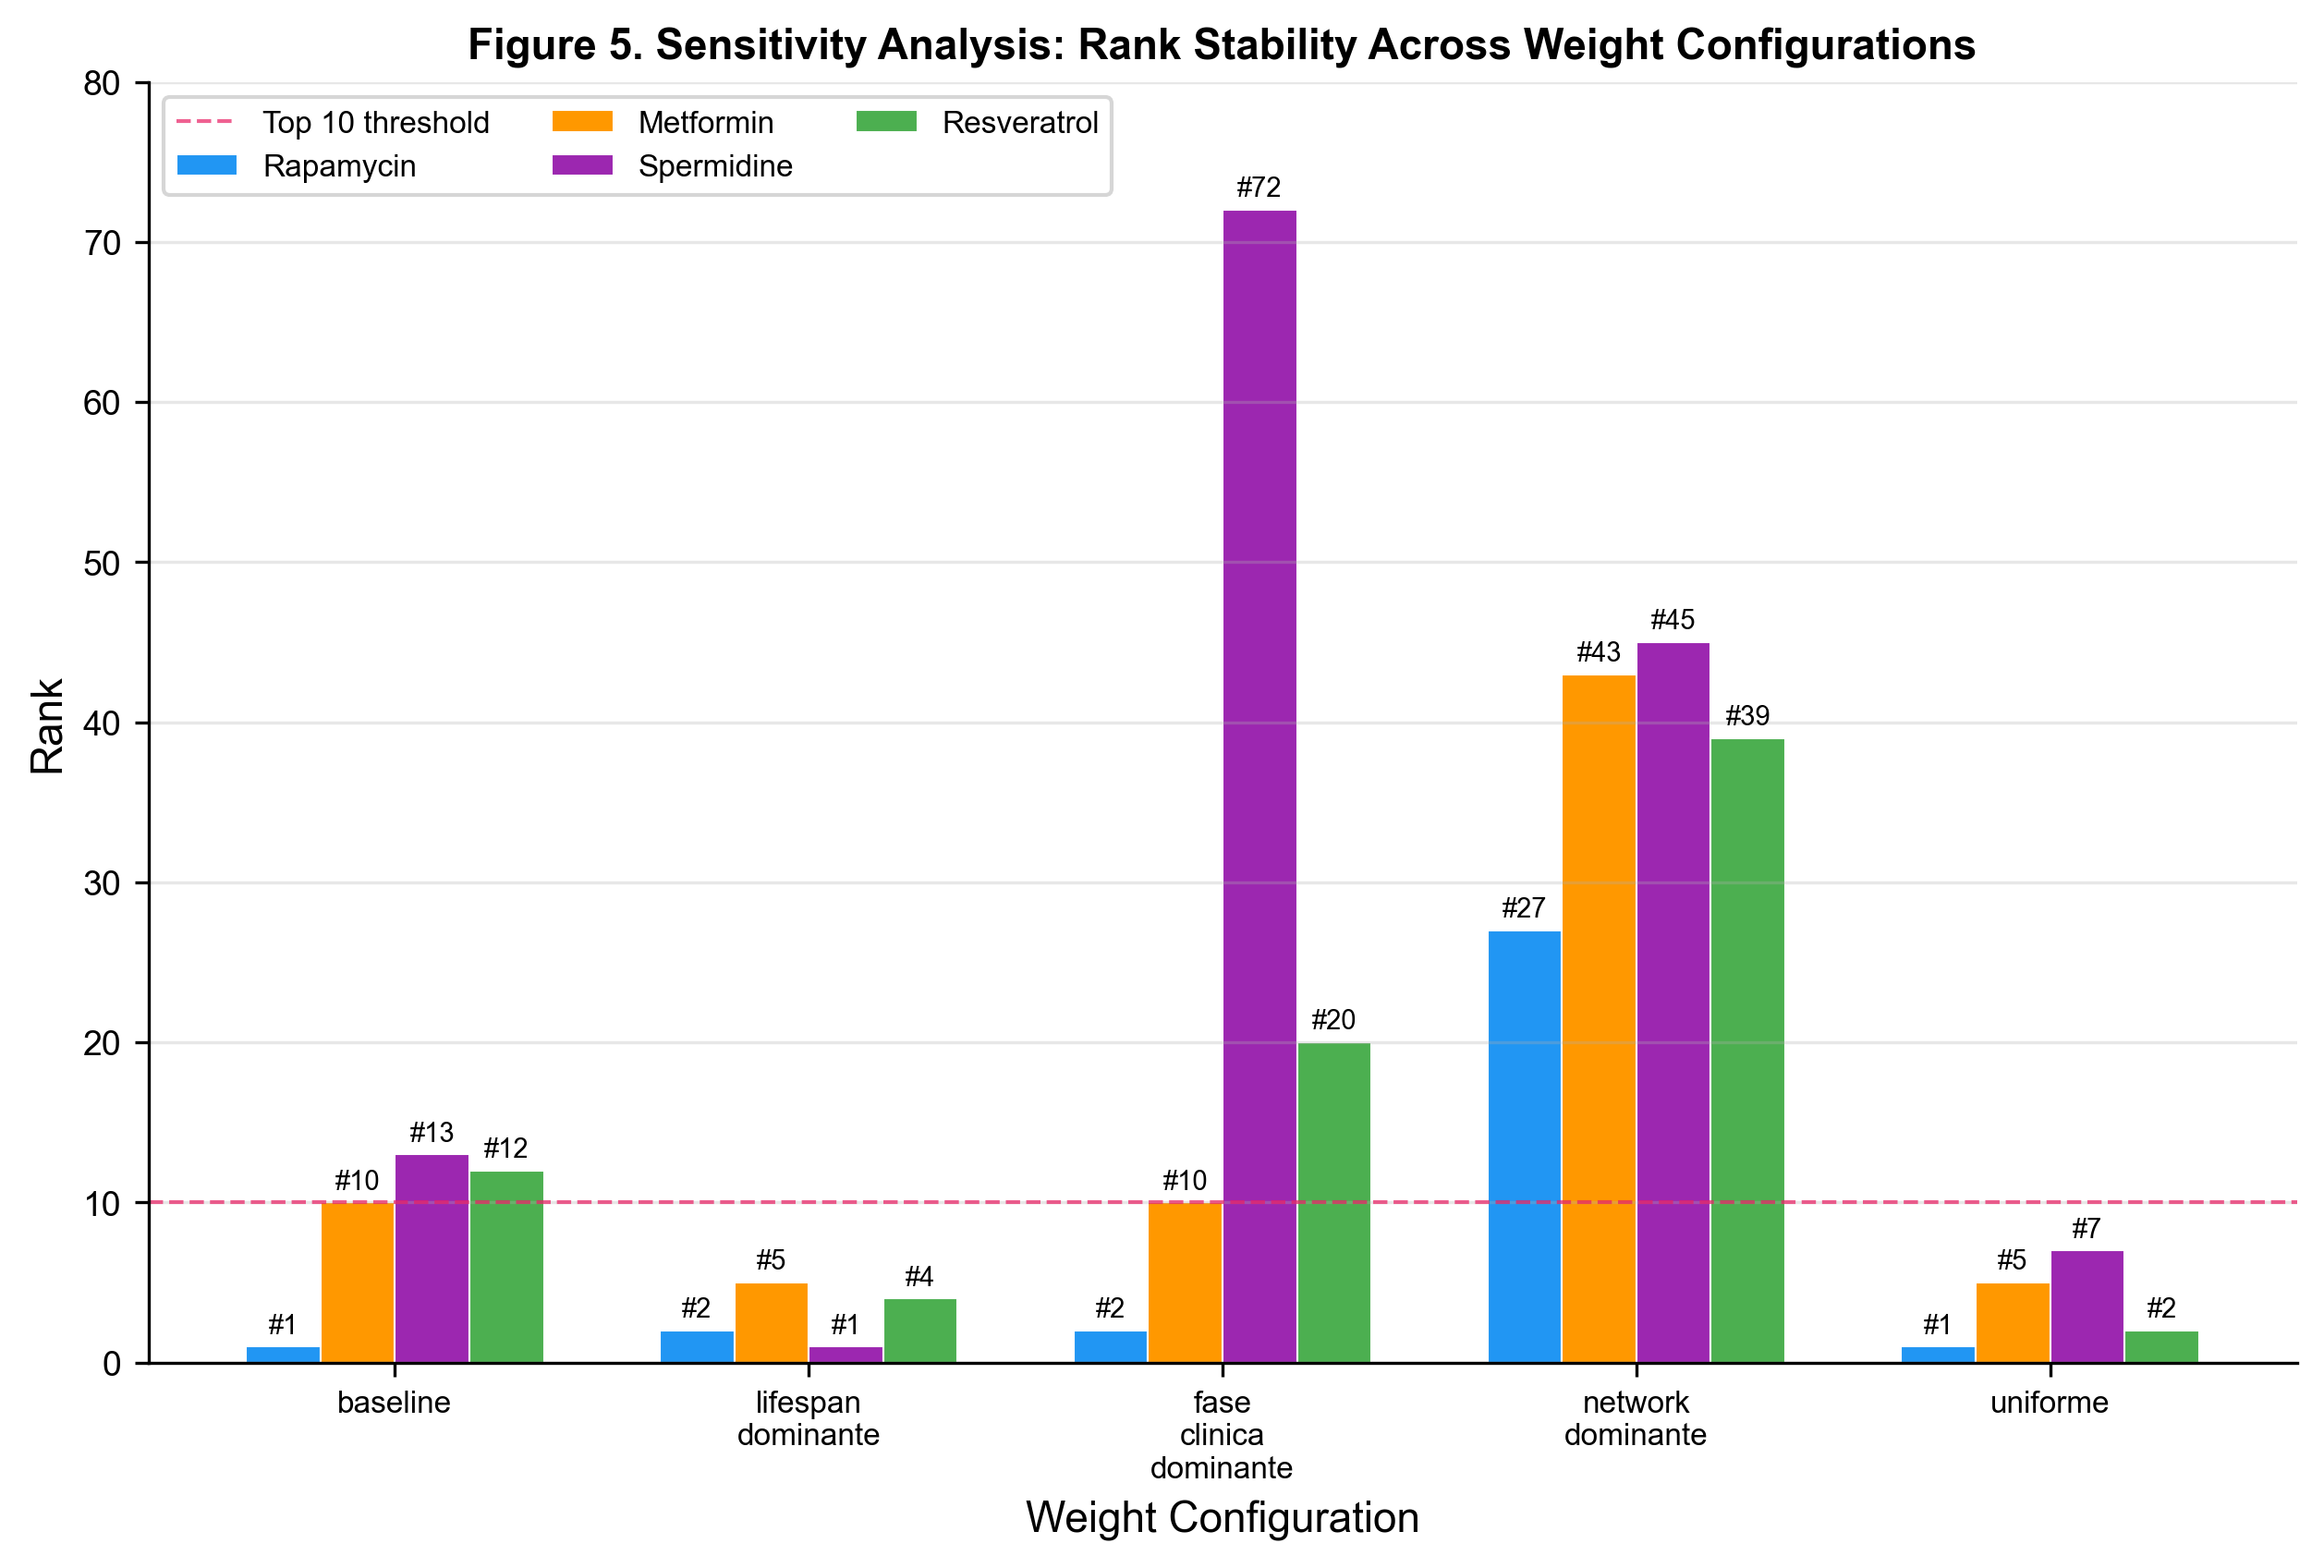 Figure 5. Sensitivity Analysis: Rank Stability Across Weight Configurations
Top 10 threshold
Rapamycin
Metformin
Spermidine
Resveratrol
Rank
80
70
60
50
40
30
20
10
0
#1
#10
#13
#12
#2
#5
#1
#4
#2
#10
#72
#20
#27
#43
#45
#39
#1
#5
#7
#2
baseline
lifespan
dominante
fase
clinica
dominante
network
dominante
uniforme
Weight Configuration